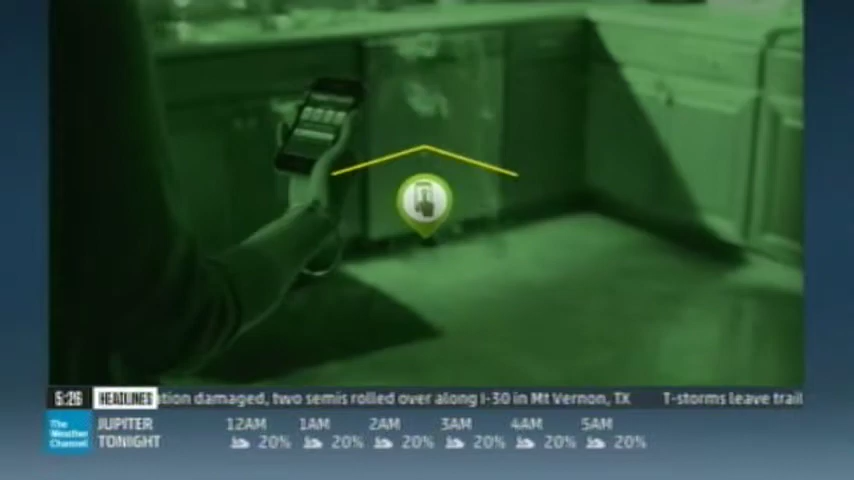 5:26 HEADLINES tion damaged, two semis rolled over along I-30 in Mt Vernon, TX T-storms leave trail
The Weather Channel
JUPITER 12AM 1AM 2AM 3AM 4AM 5AM
TONIGHT 20% 20% 20% 20% 20% 20%